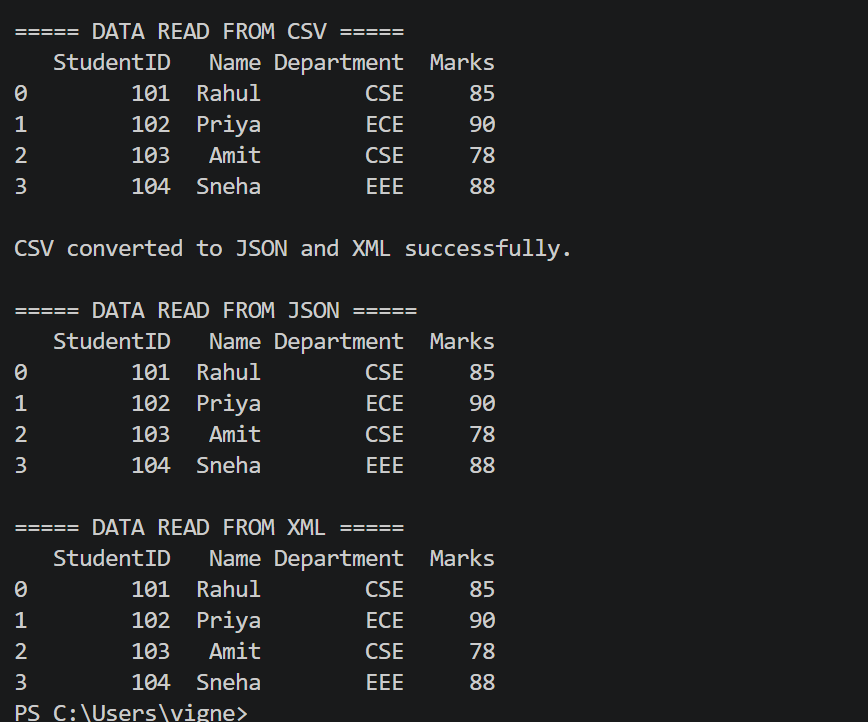 ===== DATA READ FROM CSV =====
   StudentID   Name Department  Marks
0        101  Rahul        CSE     85
1        102  Priya        ECE     90
2        103   Amit        CSE     78
3        104  Sneha        EEE     88

CSV converted to JSON and XML successfully.

===== DATA READ FROM JSON =====
   StudentID   Name Department  Marks
0        101  Rahul        CSE     85
1        102  Priya        ECE     90
2        103   Amit        CSE     78
3        104  Sneha        EEE     88

===== DATA READ FROM XML =====
   StudentID   Name Department  Marks
0        101  Rahul        CSE     85
1        102  Priya        ECE     90
2        103   Amit        CSE     78
3        104  Sneha        EEE     88
PS C:\Users\vigne>